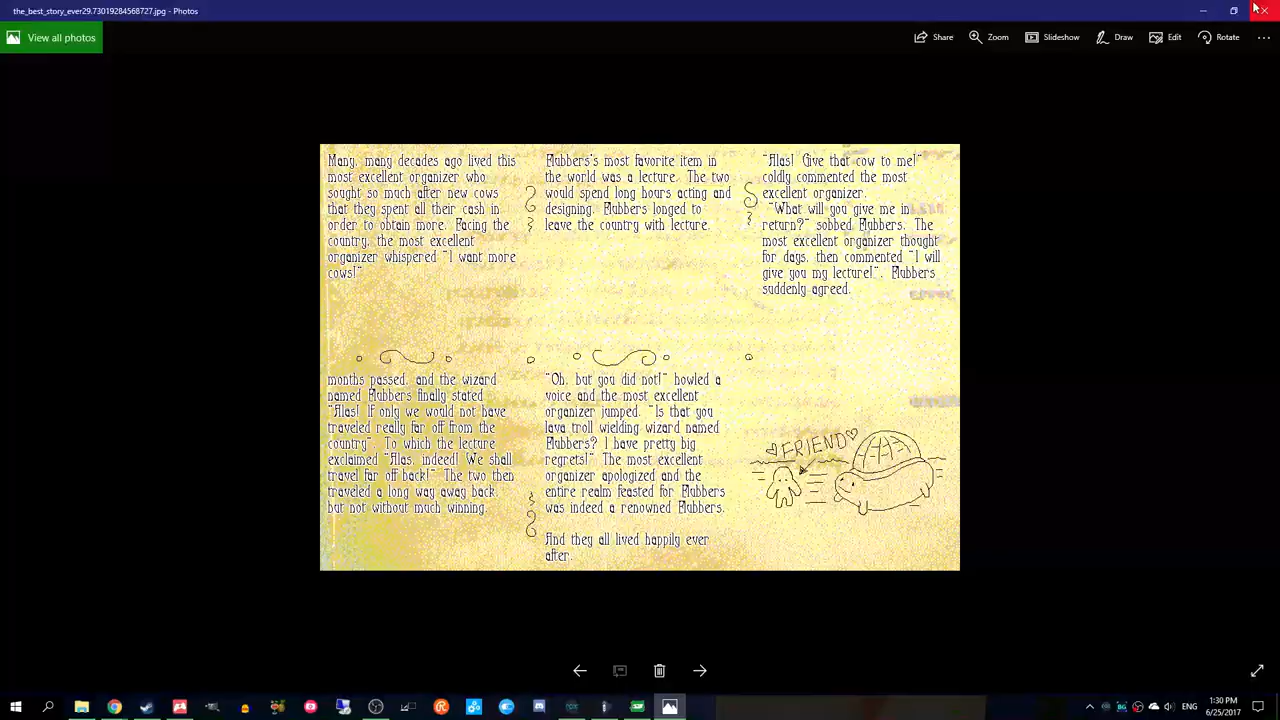 the_best_story_ever29.73019284568727.jpg - Photos
View all photos
Share
Zoom
Slideshow
Draw
Edit
Rotate
Many, many decades ago lived this
most excellent organizer who
sought so much after new cows
that they spent all their cash in
order to obtain more. Facing the
country, the most excellent
organizer whispered "I want more
cows!"
Flubbers's most favorite item in
the world was a lecture. The two
would spend long hours acting and
designing. Flubbers longed to
leave the country with lecture.
"Alas! Give that cow to me!"
coldly commented the most
excellent organizer.
"What will you give me in
return?" sobbed Flubbers. The
most excellent organizer thought
for days, then commented "I will
give you my lecture!". Flubbers
suddenly agreed.
months passed, and the wizard
named Flubbers finally stated
"Alas! If only we would not have
traveled really far off from the
country". To which the lecture
exclaimed "Alas, indeed! We shall
travel far off back!" The two then
traveled a long way away back,
but not without much winning.
"Oh, but you did not!" howled a
voice and the most excellent
organizer jumped. "Is that you
lava troll wielding wizard named
Flubbers? I have pretty big
regrets!" The most excellent
organizer apologized and the
entire realm feasted for Flubbers
was indeed a renowned Flubbers.
And they all lived happily ever
after.
FRIEND
ENG
1:30 PM
6/25/2017